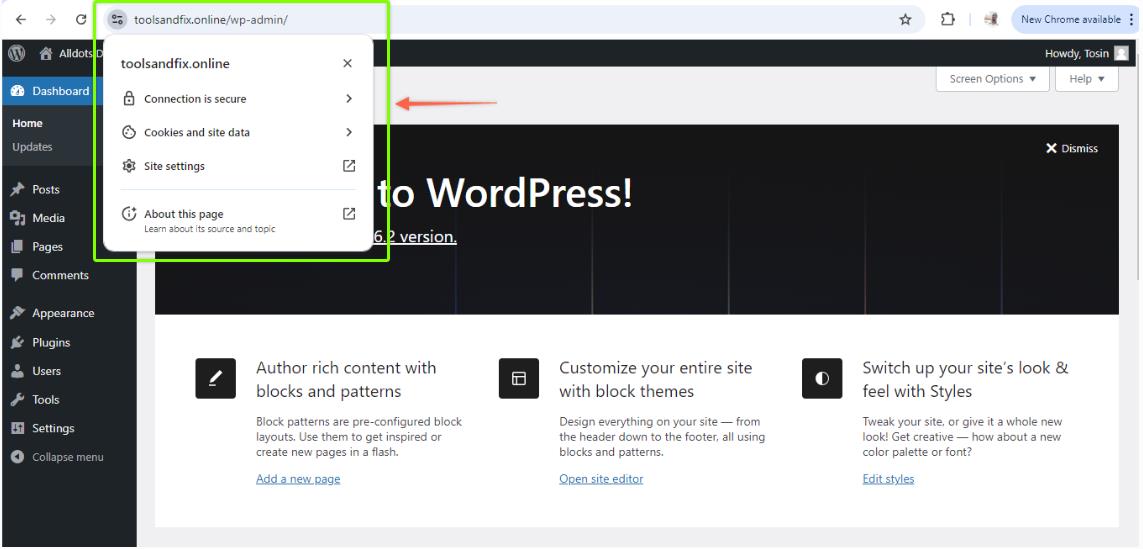 toolsandfix.online/wp-admin/
New Chrome available
Alldots D
Howdy, Tosin
toolsandfix.online
Connection is secure
Cookies and site data
Site settings
About this page
Learn about its source and topic
Screen Options
Help
Dashboard
Home
Updates
Posts
Media
Pages
Comments
Appearance
Plugins
Users
Tools
Settings
Collapse menu
Dismiss
to WordPress!
6.2 version.
Author rich content with
blocks and patterns
Block patterns are pre-configured block
layouts. Use them to get inspired or
create new pages in a flash.
Add a new page
Customize your entire site
with block themes
Design everything on your site — from
the header down to the footer, all using
blocks and patterns.
Open site editor
Switch up your site's look &
feel with Styles
Tweak your site, or give it a whole new
look! Get creative — how about a new
color palette or font?
Edit styles